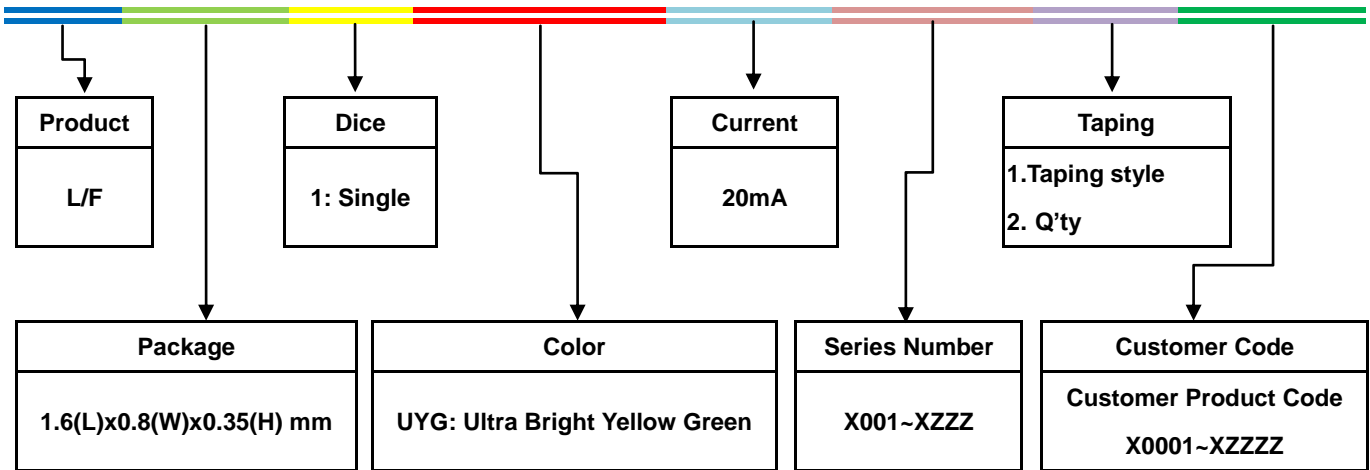 Product
L/F
Dice
1: Single
Current
20mA
Taping
1.Taping style
2. Q’ty
Package
1.6(L)x0.8(W)x0.35(H) mm
Color
UYG: Ultra Bright Yellow Green
Series Number
X001~XZZZ
Customer Code
Customer Product Code
X0001~XZZZZ